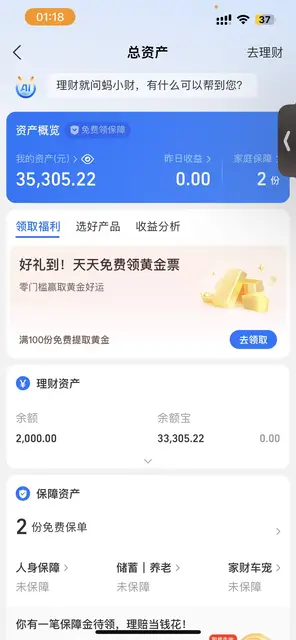 01:18
37
总资产
去理财
AI
理财就问蚂小财，有什么可以帮到您?
资产概览
免费领保障
我的资产(元)
昨日收益
家庭保障
35,305.22
0.00
2 份
领取福利
选好产品
收益分析
好礼到！天天免费领黄金票
零门槛赢取黄金好运
满100份免费提取黄金
去领取
理财资产
余额
余额宝
2,000.00
33,305.22
0.00
保障资产
2 份免费保单
人身保障
储蓄｜养老
家财车宠
未保障
未保障
未保障
你有一笔保障金待领，理赔当钱花！